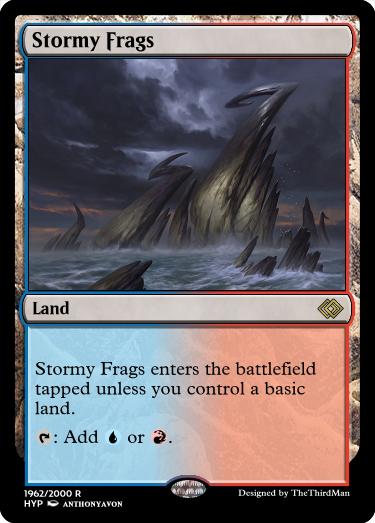 Stormy Frags
Land
Stormy Frags enters the battlefield
tapped unless you control a basic
land.
: Add or .
1962/2000 R
HYP ANTHONYAVON
Designed by TheThirdMan